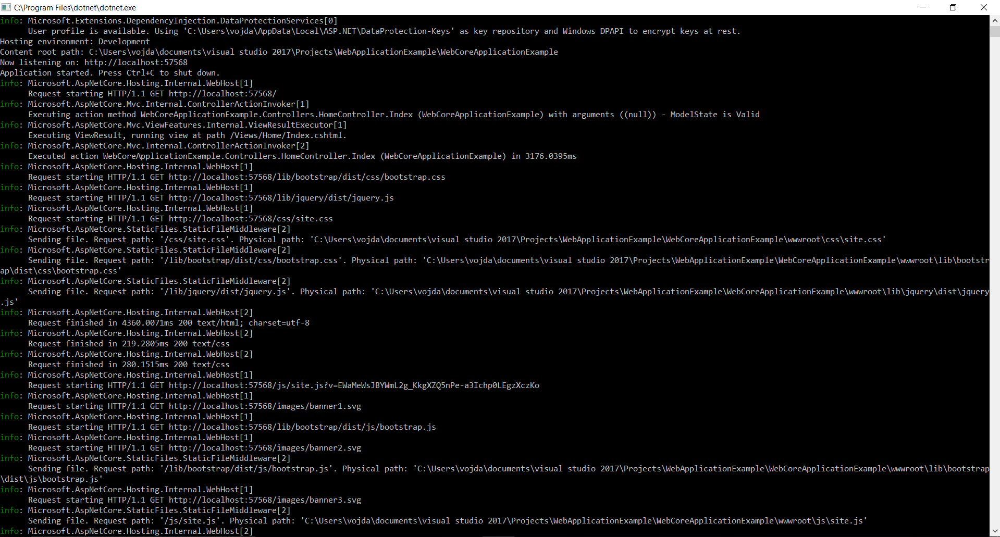 C:\Program Files\dotnet\dotnet.exe
info: Microsoft.Extensions.DependencyInjection.DataProtectionServices[0]
      User profile is available. Using 'C:\Users\vojda\AppData\Local\ASP.NET\DataProtection-Keys' as key repository and Windows DPAPI to encrypt keys at rest.
Hosting environment: Development
Content root path: C:\Users\vojda\documents\visual studio 2017\Projects\WebApplicationExample\WebCoreApplicationExample
Now listening on: http://localhost:57568
Application started. Press Ctrl+C to shut down.
info: Microsoft.AspNetCore.Hosting.Internal.WebHost[1]
      Request starting HTTP/1.1 GET http://localhost:57568/
info: Microsoft.AspNetCore.Mvc.Internal.ControllerActionInvoker[1]
      Executing action method WebCoreApplicationExample.Controllers.HomeController.Index (WebCoreApplicationExample) with arguments ((null)) - ModelState is Valid
info: Microsoft.AspNetCore.Mvc.ViewFeatures.Internal.ViewResultExecutor[1]
      Executing ViewResult, running view at path /Views/Home/Index.cshtml.
info: Microsoft.AspNetCore.Mvc.Internal.ControllerActionInvoker[2]
      Executed action WebCoreApplicationExample.Controllers.HomeController.Index (WebCoreApplicationExample) in 3176.0395ms
info: Microsoft.AspNetCore.Hosting.Internal.WebHost[1]
      Request starting HTTP/1.1 GET http://localhost:57568/lib/bootstrap/dist/css/bootstrap.css
info: Microsoft.AspNetCore.Hosting.Internal.WebHost[1]
      Request starting HTTP/1.1 GET http://localhost:57568/lib/jquery/dist/jquery.js
info: Microsoft.AspNetCore.Hosting.Internal.WebHost[1]
      Request starting HTTP/1.1 GET http://localhost:57568/css/site.css
info: Microsoft.AspNetCore.StaticFiles.StaticFileMiddleware[2]
      Sending file. Request path: '/css/site.css'. Physical path: 'C:\Users\vojda\documents\visual studio 2017\Projects\WebApplicationExample\WebCoreApplicationExample\wwwroot\css\site.css'
info: Microsoft.AspNetCore.StaticFiles.StaticFileMiddleware[2]
      Sending file. Request path: '/lib/bootstrap/dist/css/bootstrap.css'. Physical path: 'C:\Users\vojda\documents\visual studio 2017\Projects\WebApplicationExample\WebCoreApplicationExample\wwwroot\lib\bootstr
ap\dist\css\bootstrap.css'
info: Microsoft.AspNetCore.StaticFiles.StaticFileMiddleware[2]
      Sending file. Request path: '/lib/jquery/dist/jquery.js'. Physical path: 'C:\Users\vojda\documents\visual studio 2017\Projects\WebApplicationExample\WebCoreApplicationExample\wwwroot\lib\jquery\dist\jquery
.js'
info: Microsoft.AspNetCore.Hosting.Internal.WebHost[2]
      Request finished in 4360.0071ms 200 text/html; charset=utf-8
info: Microsoft.AspNetCore.Hosting.Internal.WebHost[2]
      Request finished in 219.2805ms 200 text/css
info: Microsoft.AspNetCore.Hosting.Internal.WebHost[2]
      Request finished in 280.1515ms 200 text/css
info: Microsoft.AspNetCore.Hosting.Internal.WebHost[1]
      Request starting HTTP/1.1 GET http://localhost:57568/js/site.js?v=EWaMeWsJBYWmL2g_KkgXZQ5nPe-a3Ichp0LEgzXczKo
info: Microsoft.AspNetCore.Hosting.Internal.WebHost[1]
      Request starting HTTP/1.1 GET http://localhost:57568/images/banner1.svg
info: Microsoft.AspNetCore.Hosting.Internal.WebHost[1]
      Request starting HTTP/1.1 GET http://localhost:57568/lib/bootstrap/dist/js/bootstrap.js
info: Microsoft.AspNetCore.Hosting.Internal.WebHost[1]
      Request starting HTTP/1.1 GET http://localhost:57568/images/banner2.svg
info: Microsoft.AspNetCore.StaticFiles.StaticFileMiddleware[2]
      Sending file. Request path: '/lib/bootstrap/dist/js/bootstrap.js'. Physical path: 'C:\Users\vojda\documents\visual studio 2017\Projects\WebApplicationExample\WebCoreApplicationExample\wwwroot\lib\bootstrap
\dist\js\bootstrap.js'
info: Microsoft.AspNetCore.Hosting.Internal.WebHost[1]
      Request starting HTTP/1.1 GET http://localhost:57568/images/banner3.svg
info: Microsoft.AspNetCore.StaticFiles.StaticFileMiddleware[2]
      Sending file. Request path: '/js/site.js'. Physical path: 'C:\Users\vojda\documents\visual studio 2017\Projects\WebApplicationExample\WebCoreApplicationExample\wwwroot\js\site.js'
info: Microsoft.AspNetCore.Hosting.Internal.WebHost[2]